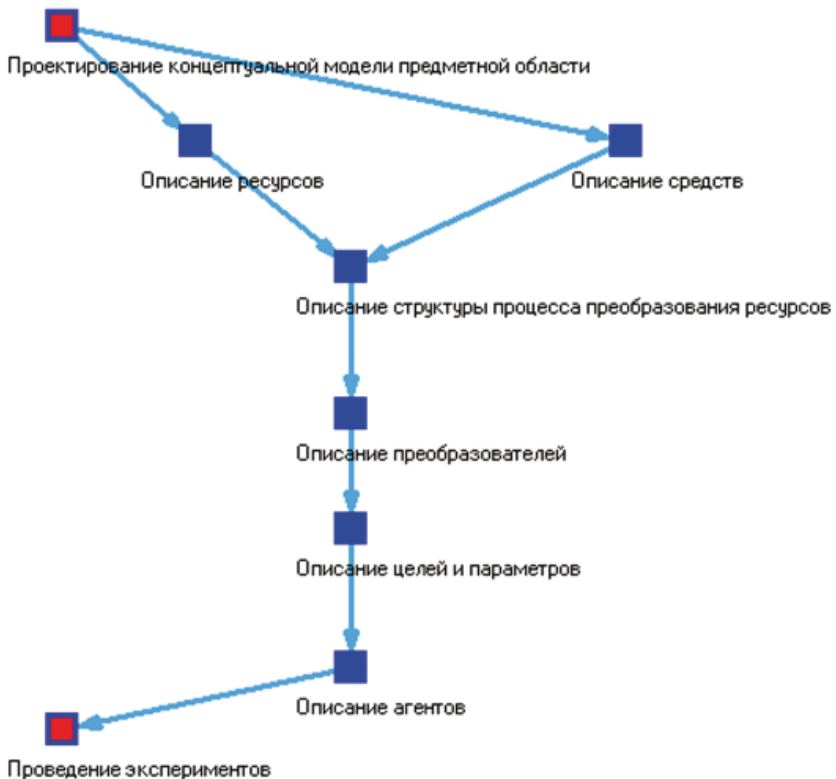 Проектирование концептуальной модели предметной области
Описание ресурсов
Описание средств
Описание структуры процесса преобразования ресурсов
Описание преобразователей
Описание целей и параметров
Описание агентов
Проведение экспериментов